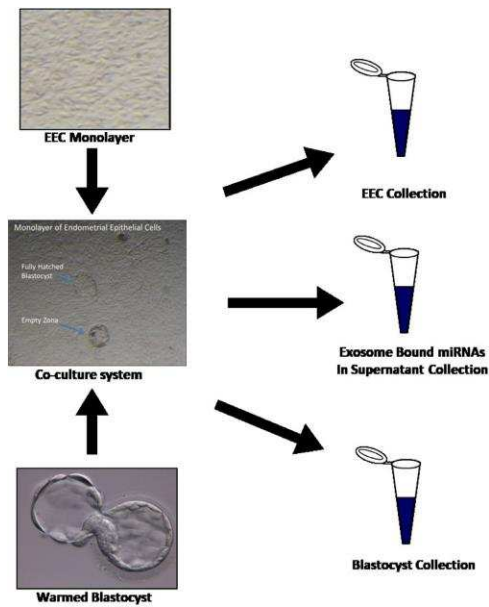 EEC Monolayer
Monolayer of Endometrial Epithelial Cells
Fully Hatched
Blastocyst
Empty Zona
Co-culture system
Warmed Blastocyst
EEC Collection
Exosome Bound miRNAs
In Supernatant Collection
Blastocyst Collection